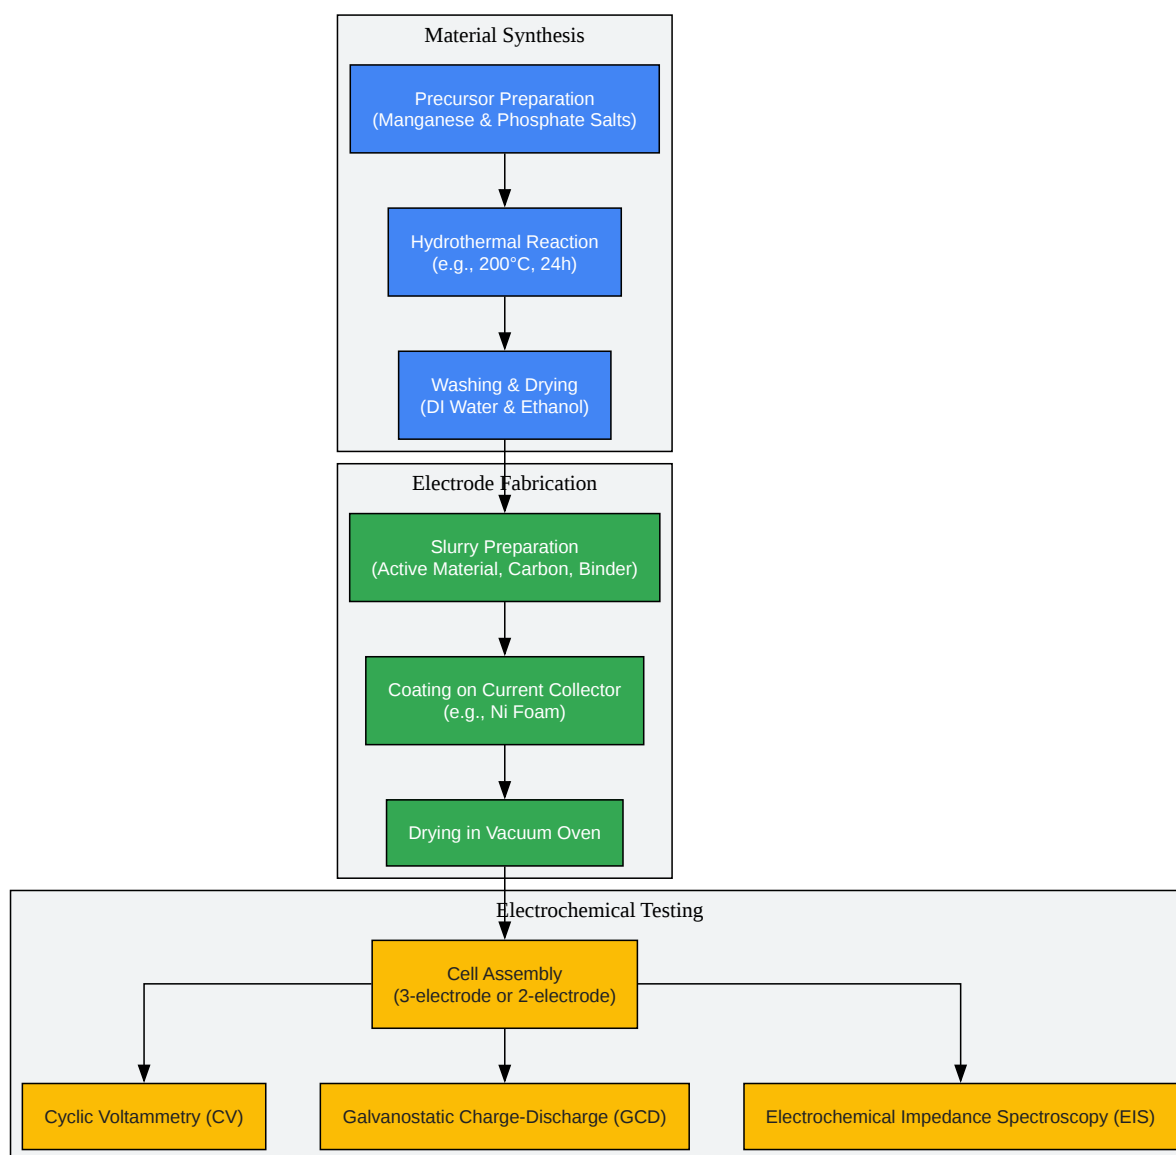 Material Synthesis
Precursor Preparation
(Manganese & Phosphate Salts)
Hydrothermal Reaction
(e.g., 200°C, 24h)
Washing & Drying
(DI Water & Ethanol)
Electrode Fabrication
Slurry Preparation
(Active Material, Carbon, Binder)
Coating on Current Collector
(e.g., Ni Foam)
Drying in Vacuum Oven
Electrochemical Testing
Cell Assembly
(3-electrode or 2-electrode)
Cyclic Voltammetry (CV)
Galvanostatic Charge-Discharge (GCD)
Electrochemical Impedance Spectroscopy (EIS)